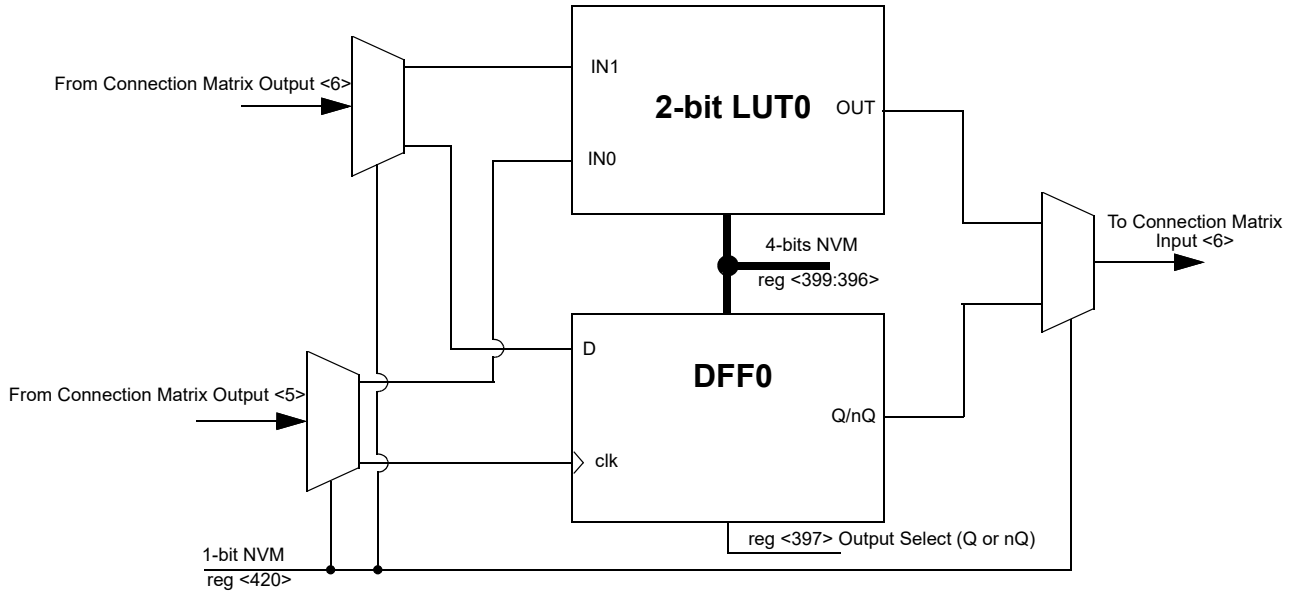 From Connection Matrix Output <6>
IN1
2-bit LUT0
OUT
IN0
To Connection Matrix
Input <6>
4-bits NVM
reg <399:396>
D
DFF0
From Connection Matrix Output <5>
Q/nQ
clk
reg <397> Output Select (Q or nQ)
1-bit NVM
reg <420>